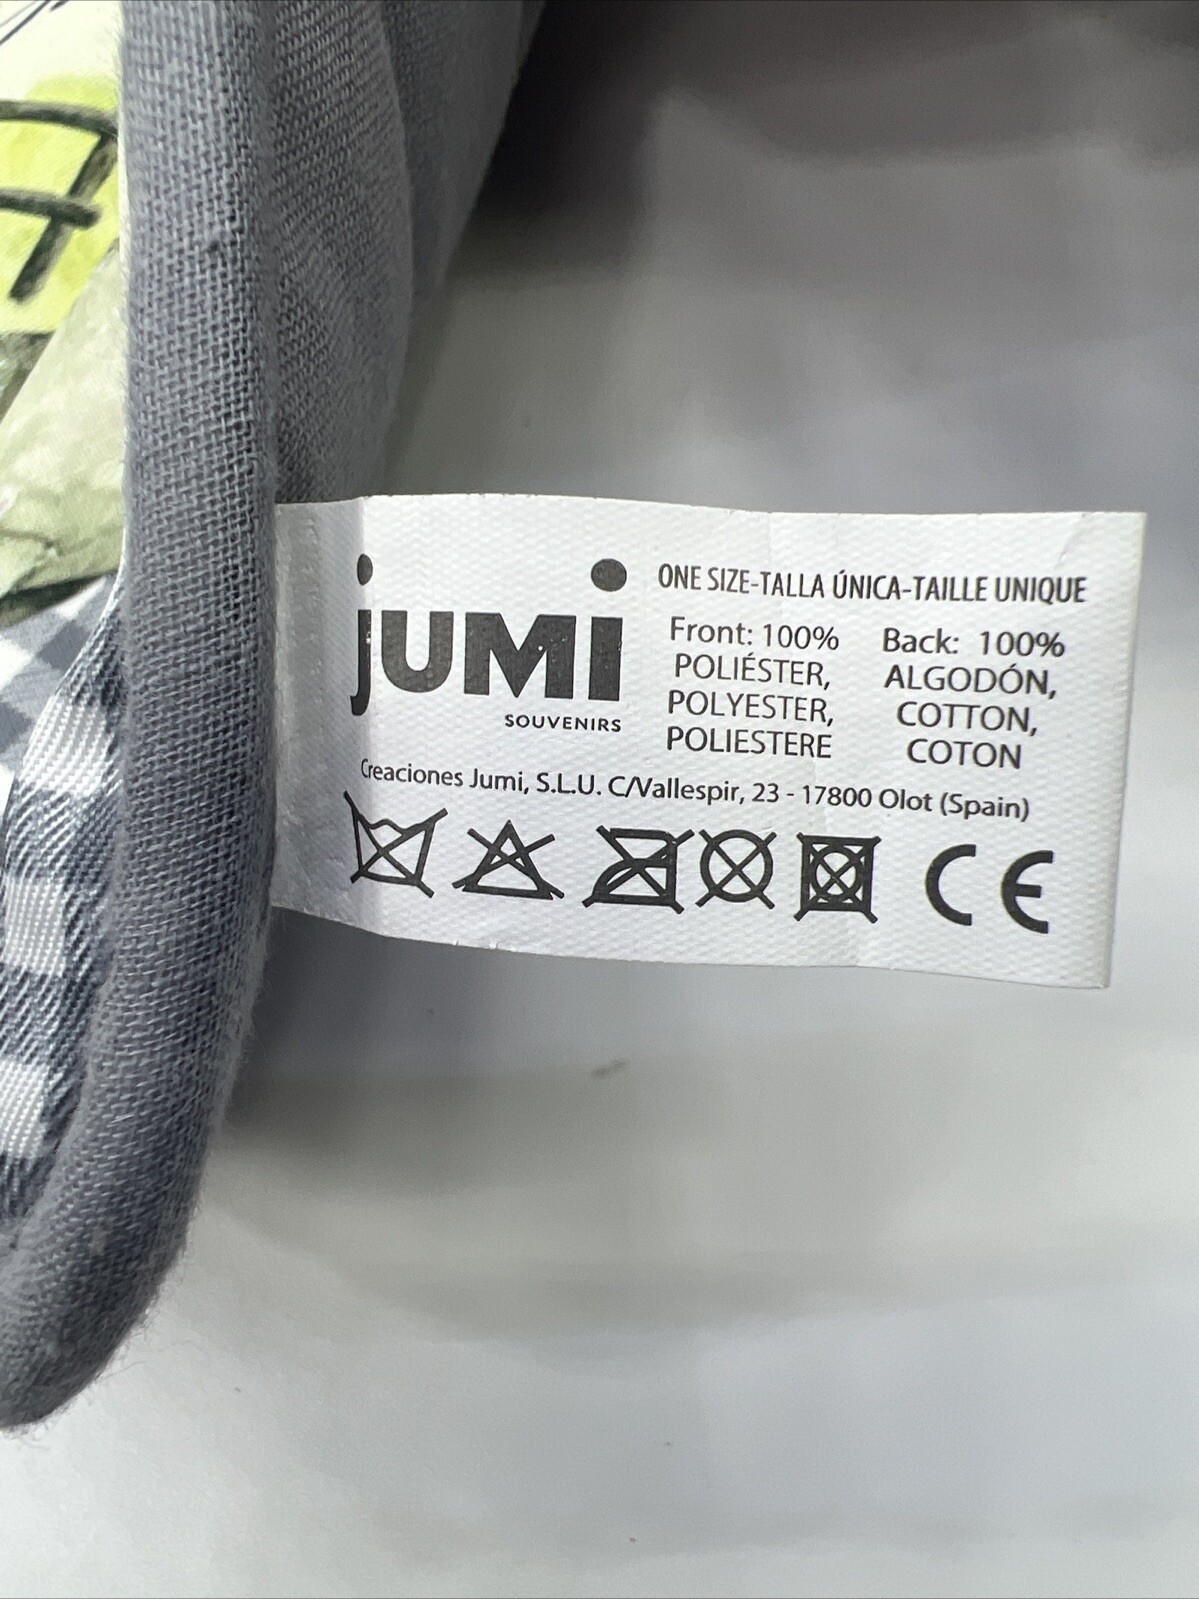 jUMi
SOUVENIRS
ONE SIZE-TALLA ÚNICA-TAILLE UNIQUE
Front: 100%
POLIÉSTER,
POLYESTER,
POLIESTERE
Back: 100%
ALGODÓN,
COTTON,
COTON
Creaciones Jumi, S.L.U. C/Vallespir, 23 - 17800 Olot (Spain)
CE